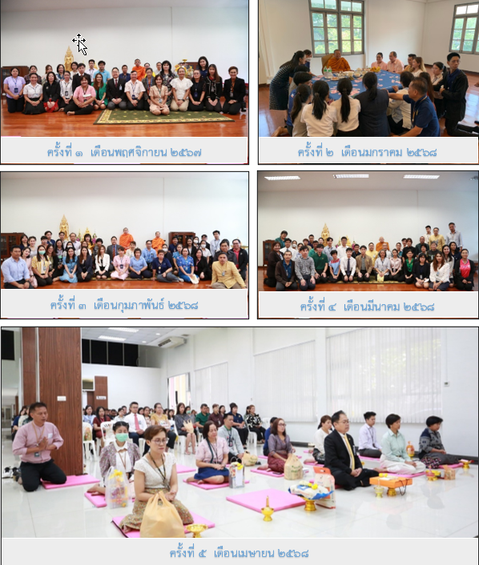 ครั้งที่ ๑ เดือนพฤศจิกายน ๒๕๖๗
ครั้งที่ ๒ เดือนมกราคม ๒๕๖๘
ครั้งที่ ๓ เดือนกุมภาพันธ์ ๒๕๖๘
ครั้งที่ ๔ เดือนมีนาคม ๒๕๖๘
ครั้งที่ ๕ เดือนเมษายน ๒๕๖๘